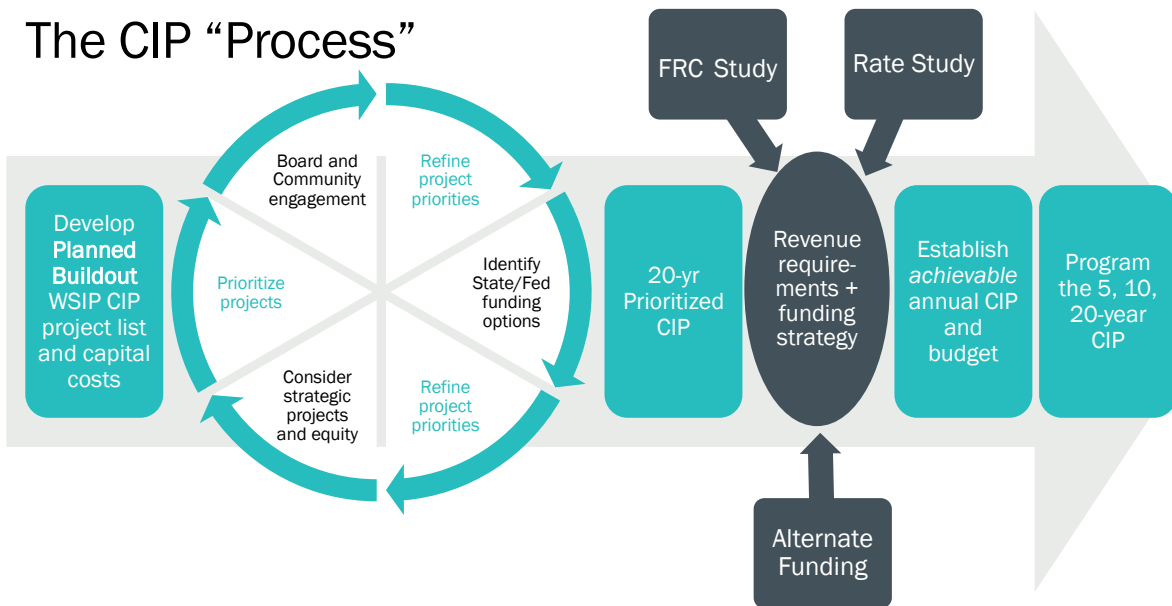 The CIP “Process”
FRC Study
Rate Study
Develop
Planned
Buildout
WSIP CIP
project list
and capital
costs
Prioritize
projects
Board and
Community
engagement
Refine
project
priorities
Identify
State/Fed
funding
options
Refine
project
priorities
Consider
strategic
projects
and equity
20-yr
Prioritized
CIP
Revenue
require-
ments +
funding
strategy
Establish
achievable
annual CIP
and
budget
Program
the 5, 10,
20-year
CIP
Alternate
Funding